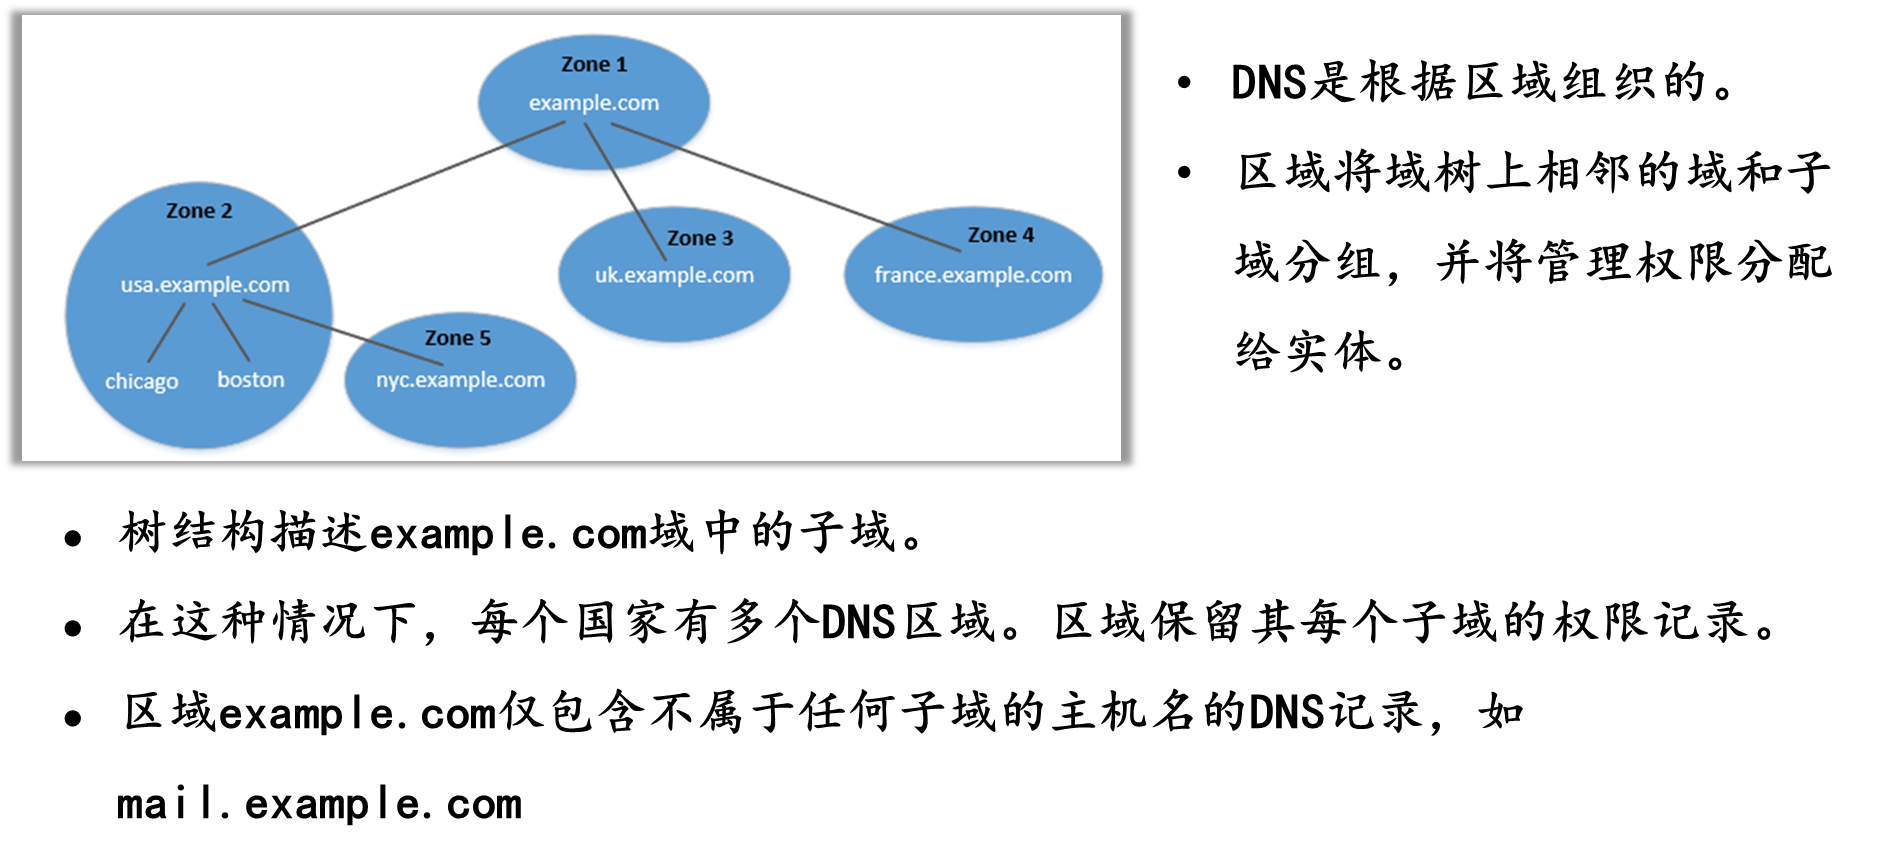 Zone 1
example.com
Zone 2
usa.example.com
chicago
boston
Zone 3
uk.example.com
Zone 4
france.example.com
Zone 5
nyc.example.com
• DNS是根据区域组织的。
• 区域将域树上相邻的域和子
域分组，并将管理权限分配
给实体。
• 树结构描述example.com域中的子域。
• 在这种情况下，每个国家有多个DNS区域。区域保留其每个子域的权限记录。
• 区域example.com仅包含不属于任何子域的主机名的DNS记录，如
mail.example.com